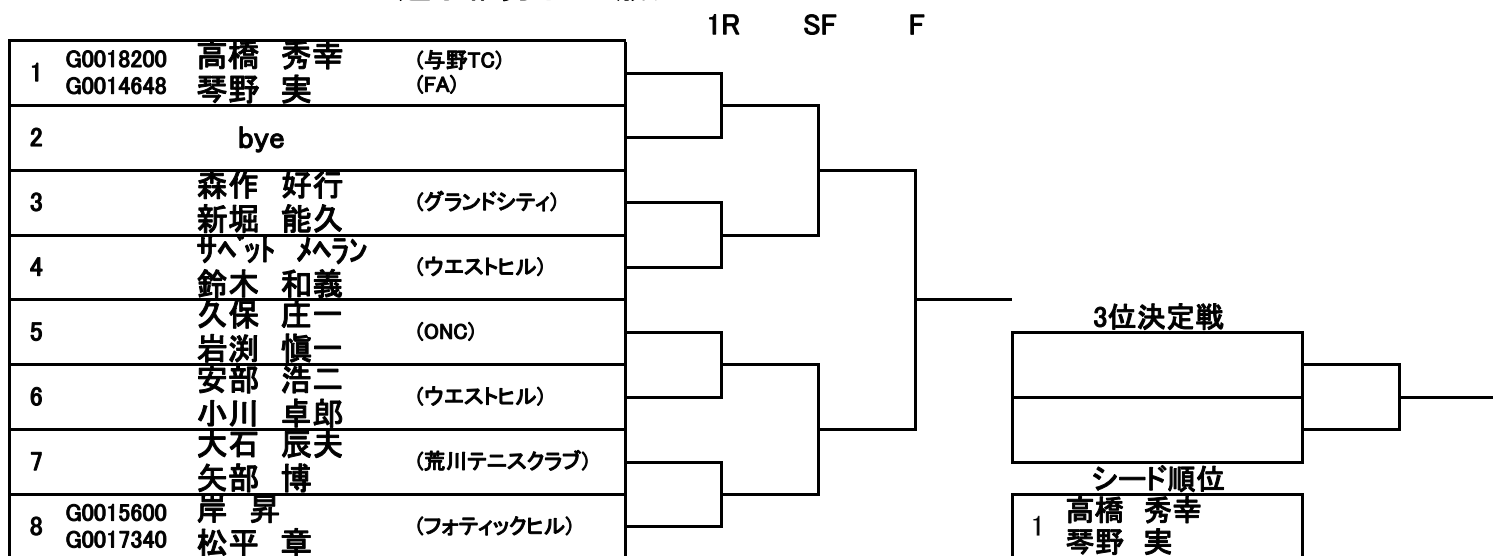 1R SF F
1 G0018200 高橋 秀幸 (与野TC)
G0014648 琴野 実 (FA)
2 bye
森作 好行
3 (グランドシティ)
新堀 能久
サベット メヘラン
4 (ウエストヒル)
鈴木 和義
久保 庄一
5 (ONC)
岩渕 愼一
安部 浩二
6 (ウエストヒル)
小川 卓郎
大石 辰夫
7 (荒川テニスクラブ)
矢部 博
8 G0015600 岸 昇 (フォティックヒル)
G0017340 松平 章
3位決定戦
シード順位
1 高橋 秀幸
琴野 実